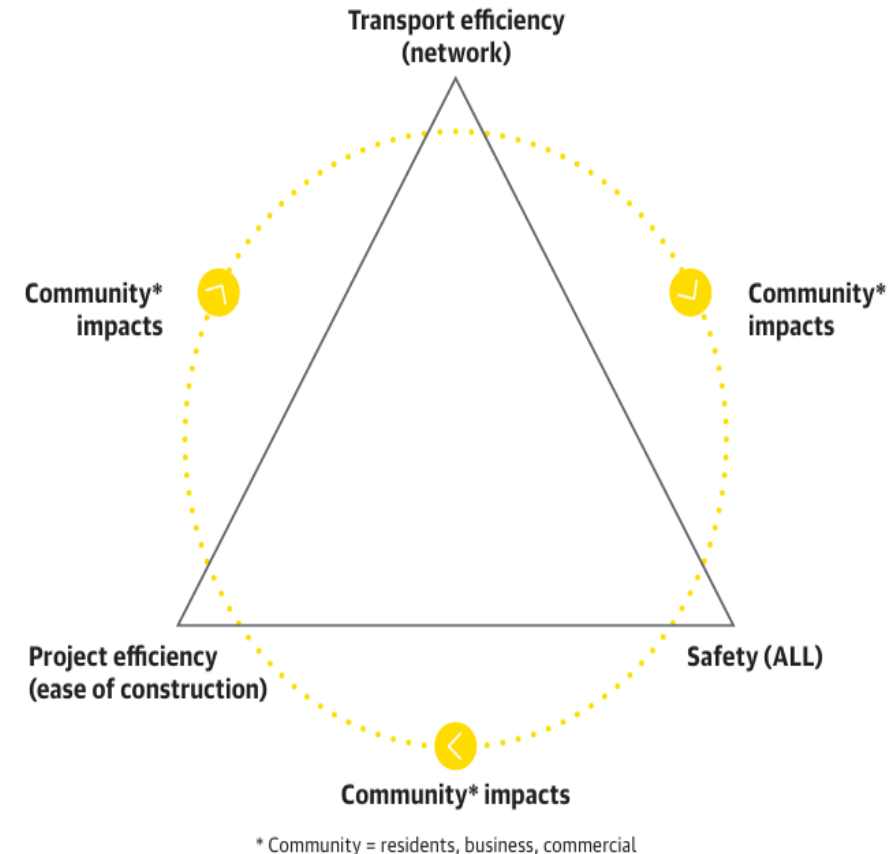 Transport efficiency
(network)
Community*
impacts
Community*
impacts
Project efficiency
(ease of construction)
Safety (ALL)
Community* impacts
* Community = residents, business, commercial